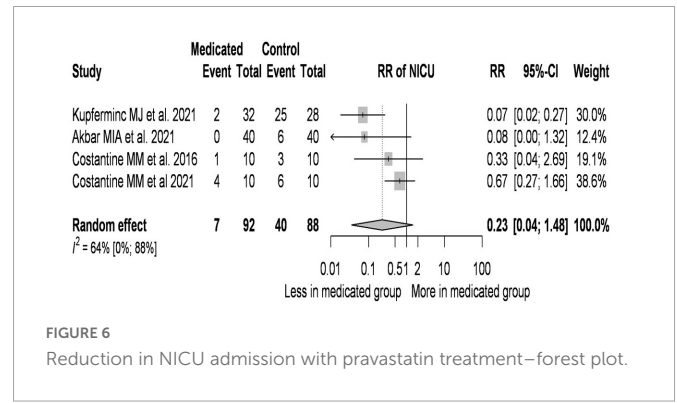 Medicated Control
Study Event Total Event Total RR of NICU RR 95%-CI Weight
Kupferminc MJ et al. 2021 2 32 25 28 0.07 [0.02; 0.27] 30.0%
Akbar MIA et al. 2021 0 40 6 40 0.08 [0.00; 1.32] 12.4%
Costantine MM et al. 2016 1 10 3 10 0.33 [0.04; 2.69] 19.1%
Costantine MM et al 2021 4 10 6 10 0.67 [0.27; 1.66] 38.6%
Random effect 7 92 40 88 0.23 [0.04; 1.48] 100.0%
I² = 64% [0%; 88%]
0.01 0.1 0.51 2 10 100
Less in medicated group More in medicated group
FIGURE 6
Reduction in NICU admission with pravastatin treatment–forest plot.